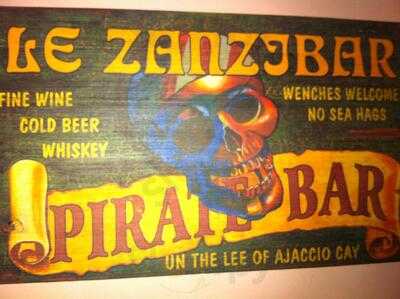 LE ZANZIBAR
FINE WINE
COLD BEER
WHISKEY
WENCHES WELCOME
NO SEA HAGS
PIRATE BAR
UN THE LEE OF AJACCIO CAY